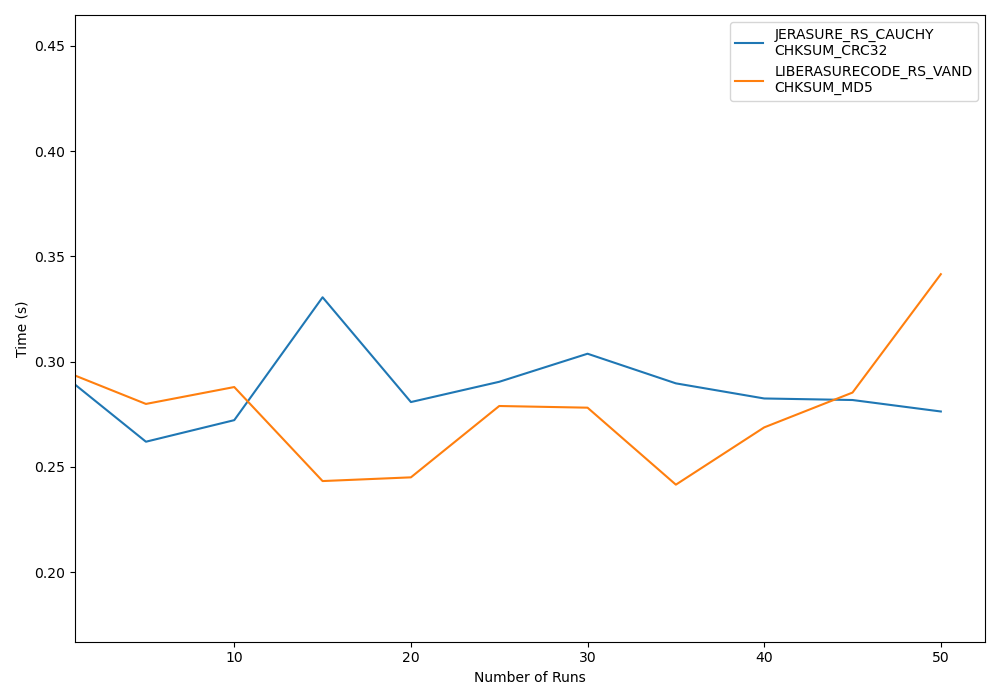 0.45
0.40
0.35
0.30
0.25
0.20
Time (s)
10
20
30
40
50
Number of Runs
JERASURE_RS_CAUCHY
CHKSUM_CRC32
LIBERASURECODE_RS_VAND
CHKSUM_MD5